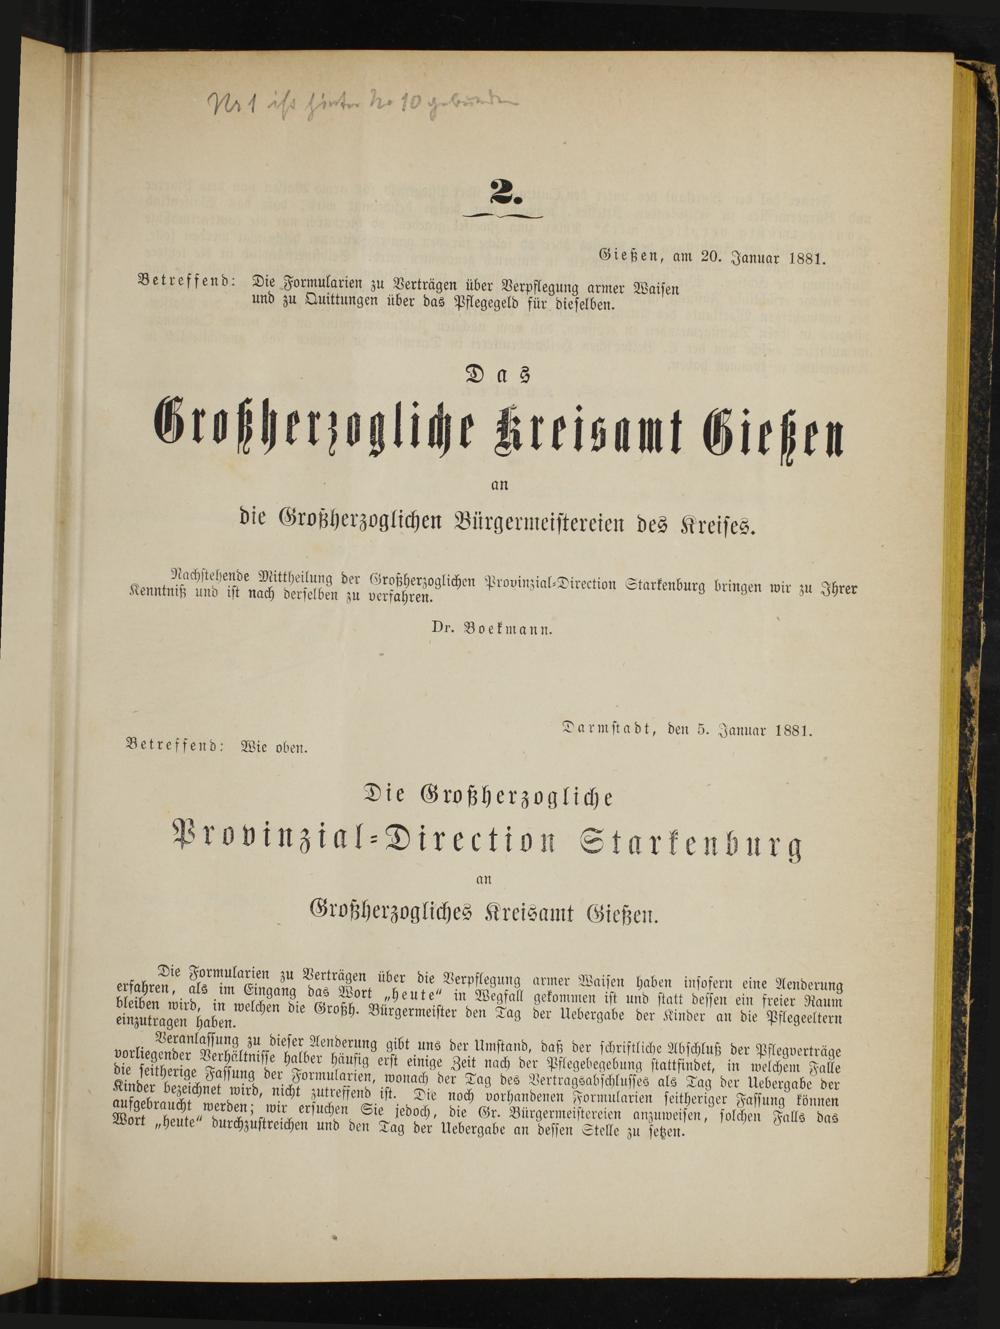 Nr 1 ist hinter No 10 gebunden
2.
Gießen, am 20. Januar 1881.
Betreffend: Die Formularien zu Verträgen über Verpflegung armer Waisen
und zu Quittungen über das Pflegegeld für dieselben.
Das
Großherzogliche Kreisamt Gießen
an
die Großherzoglichen Bürgermeistereien des Kreises.
Nachstehende Mittheilung der Großherzoglichen Provinzial-Direction Starkenburg bringen wir zu Ihrer
Kenntniß und ist nach derselben zu verfahren.
Dr. Boekmann.
Darmstadt, den 5. Januar 1881.
Betreffend: Wie oben.
Die Großherzogliche
Provinzial-Direction Starkenburg
an
Großherzogliches Kreisamt Gießen.
Die Formularien zu Verträgen über die Verpflegung armer Waisen haben insofern eine Aenderung
erfahren, als im Eingang das Wort „heute“ in Wegfall gekommen ist und statt dessen ein freier Raum
bleiben wird, in welchen die Großh. Bürgermeister den Tag der Uebergabe der Kinder an die Pflegeeltern
einzutragen haben.
Veranlassung zu dieser Aenderung gibt uns der Umstand, daß der schriftliche Abschluß der Pflegverträge
vorliegender Verhältnisse halber häufig erst einige Zeit nach der Pflegebegebung stattfindet, in welchem Falle
die seitherige Fassung der Formularien, wonach der Tag des Vertragsabschlusses als Tag der Uebergabe der
Kinder bezeichnet wird, nicht zutreffend ist. Die noch vorhandenen Formularien seitheriger Fassung können
aufgebraucht werden; wir ersuchen Sie jedoch, die Gr. Bürgermeistereien anzuweisen, solchen Falls das
Wort „heute“ durchzustreichen und den Tag der Uebergabe an dessen Stelle zu setzen.